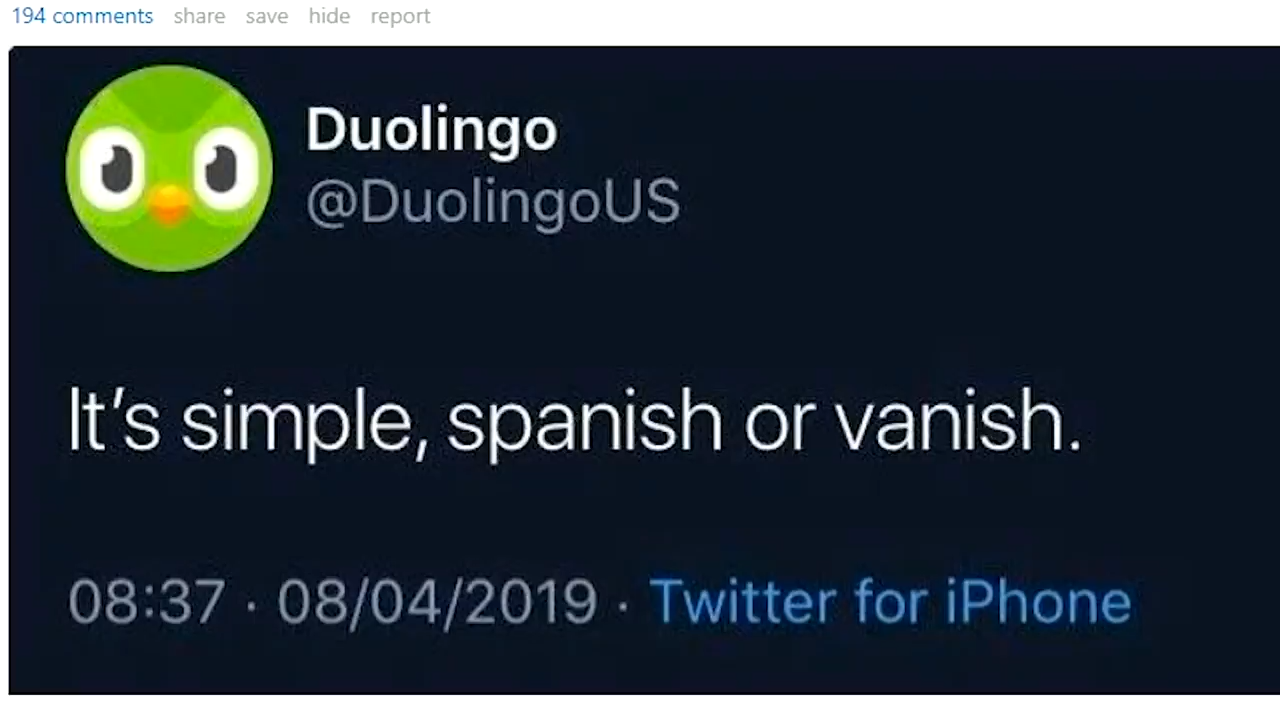 194 comments share save hide report
Duolingo
@DuolingoUS
It’s simple, spanish or vanish.
08:37 · 08/04/2019 · Twitter for iPhone